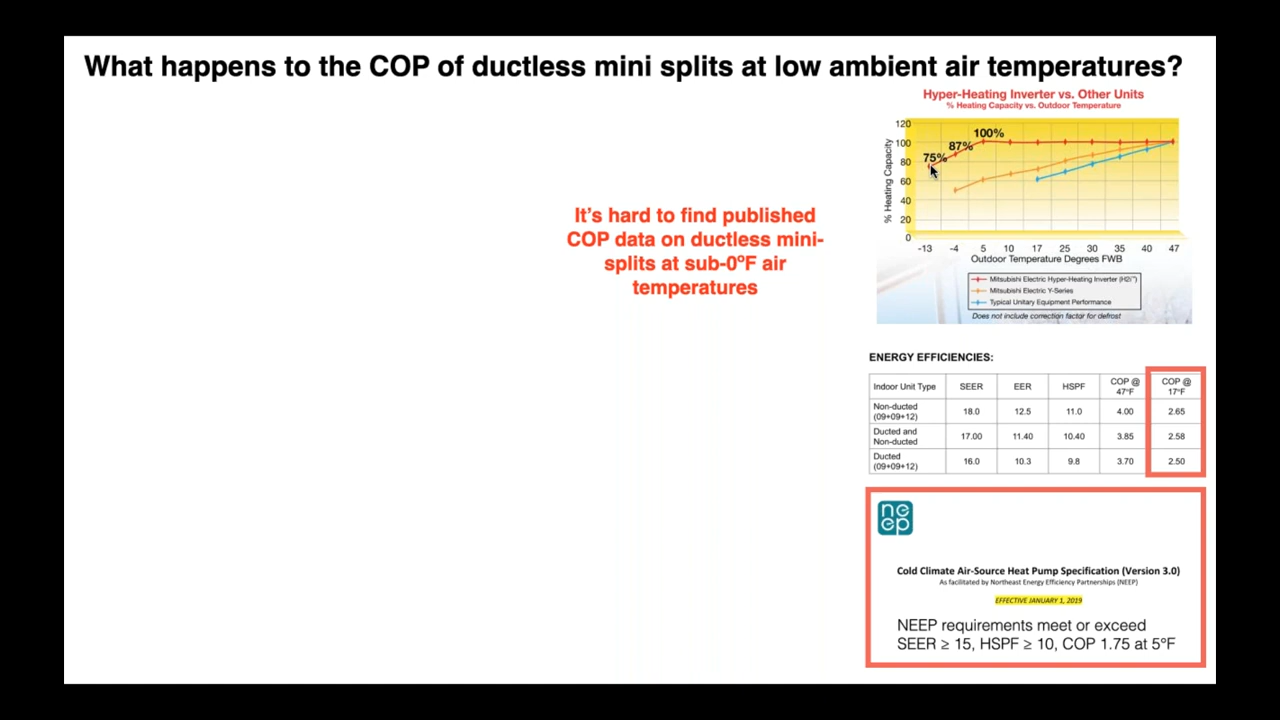 What happens to the COP of ductless mini splits at low ambient air temperatures?
Hyper-Heating Inverter vs. Other Units
% Heating Capacity vs. Outdoor Temperature
120
100
80
60
40
20
0
% Heating Capacity
75%
87%
100%
-13 -4 5 10 17 25 30 35 40 47
Outdoor Temperature Degrees FWB
Mitsubishi Electric Hyper-Heating Inverter (H2i™)
Mitsubishi Electric Y-Series
Typical Unitary Equipment Performance
Does not include correction factor for defrost
It's hard to find published
COP data on ductless mini-
splits at sub-0ºF air
temperatures
ENERGY EFFICIENCIES:
Indoor Unit Type SEER EER HSPF COP @ 47°F COP @ 17°F
Non-ducted (09+09+12) 18.0 12.5 11.0 4.00 2.65
Ducted and Non-ducted 17.00 11.40 10.40 3.85 2.58
Ducted (09+09+12) 16.0 10.3 9.8 3.70 2.50
ne
ep
Cold Climate Air-Source Heat Pump Specification (Version 3.0)
As facilitated by Northeast Energy Efficiency Partnerships (NEEP)
EFFECTIVE JANUARY 1, 2019
NEEP requirements meet or exceed
SEER ≥ 15, HSPF ≥ 10, COP 1.75 at 5°F